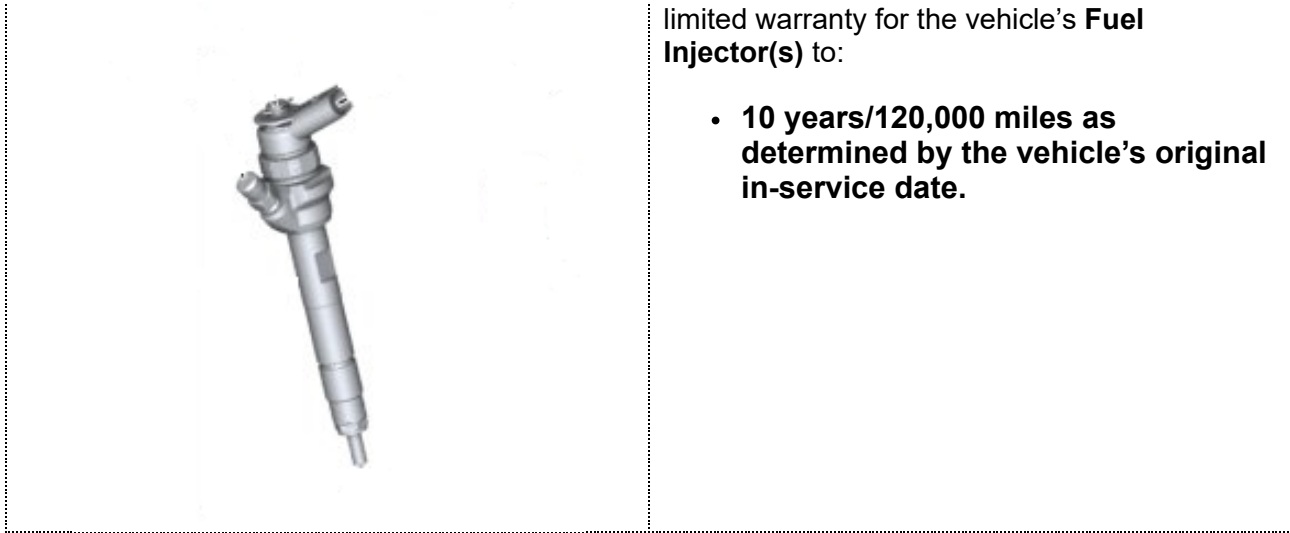 limited warranty for the vehicle’s Fuel
Injector(s) to:
• 10 years/120,000 miles as
determined by the vehicle’s original
in-service date.